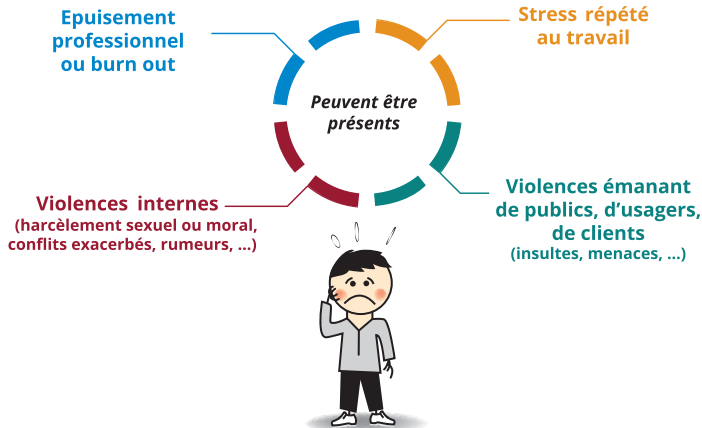 Epuisement
professionnel
ou burn out
Stress répété
au travail
Peuvent être
présents
Violences internes
(harcèlement sexuel ou moral,
conflits exacerbés, rumeurs, ...)
Violences émanant
de publics, d'usagers,
de clients
(insultes, menaces, ...)